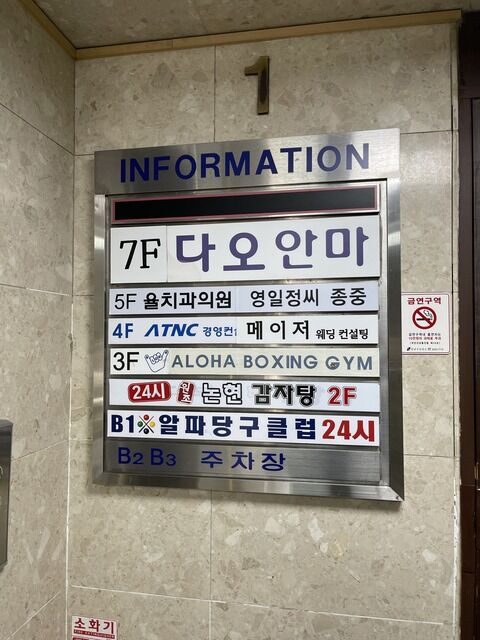 1
INFORMATION
7F 다오안마
5F 율치과의원 영일정씨 종중
4F ATNC 경영컨 메이저 웨딩 컨설팅
3F ALOHA BOXING GYM
24시 원조 논현 감자탕 2F
B1 알파당구클럽 24시
B2 B3 주차장
금연구역
소화기
FIRE EXTINGUISHER